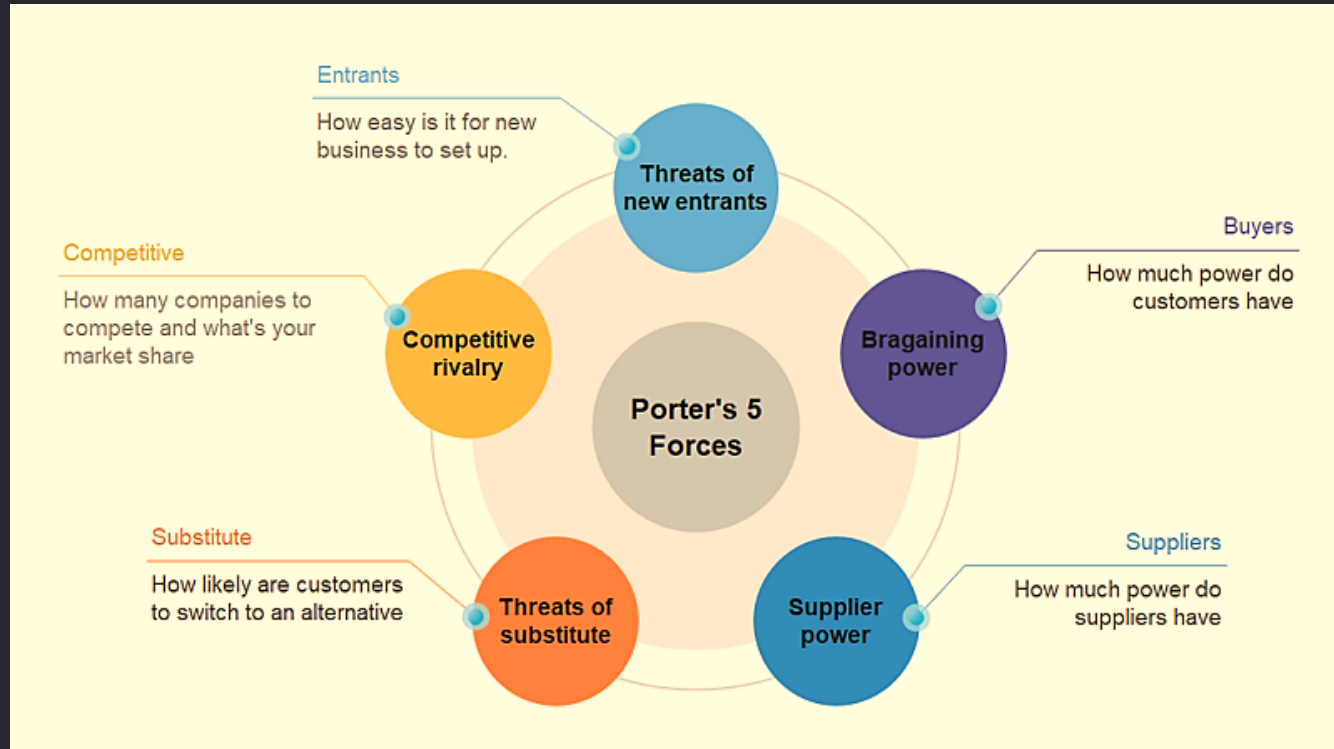 Entrants
How easy is it for new
business to set up.
Threats of
new entrants
Buyers
How much power do
customers have
Bragaining
power
Competitive
How many companies to
compete and what's your
market share
Competitive
rivalry
Porter's 5
Forces
Substitute
How likely are customers
to switch to an alternative
Threats of
substitute
Suppliers
How much power do
suppliers have
Supplier
power